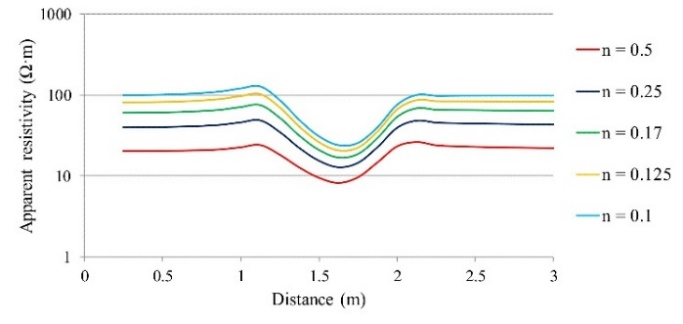 1000
100
10
1
Apparent resistivity (Ω·m)
0 0.5 1 1.5 2 2.5 3
Distance (m)
n = 0.5
n = 0.25
n = 0.17
n = 0.125
n = 0.1